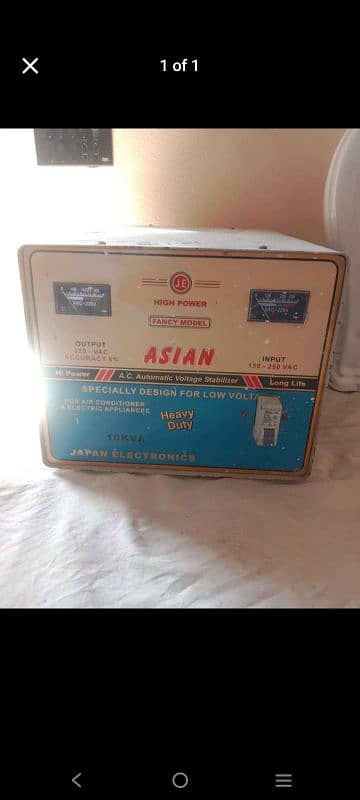 1 of 1
J.E
HIGH POWER
FANCY MODEL
ASIAN
OUTPUT
220 - VAC
ACCURACY 5%
INPUT
130 - 250 VAC
Hi Power
A.C. Automatic Voltage Stabilizer
Long Life
SPECIALLY DESIGN FOR LOW VOLTA
FOR AIR CONDITIONER
& ELECTRIC APPLIANCES
Heavy
Duty
10KVA
JAPAN ELECTRONICS